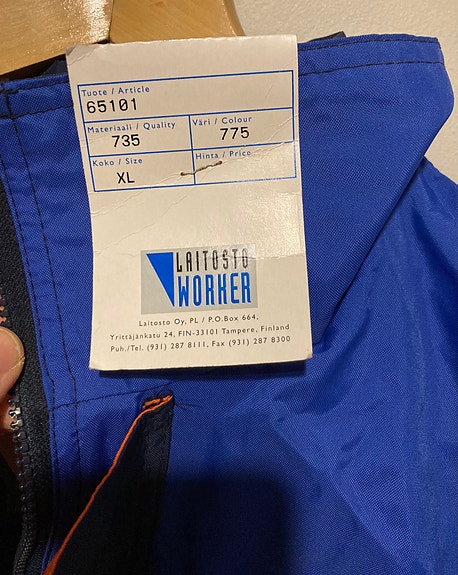 Tuote / Article
65101
Materiaali / Quality
735
Väri / Colour
775
Koko / Size
XL
Hinta / Price
LAITOSTO
WORKER
Laitosto Oy, PL / P.O.Box 664,
Yrittäjänkatu 24, FIN-33101 Tampere, Finland
Puh./Tel. (931) 287 8111, Fax (931) 287 8300